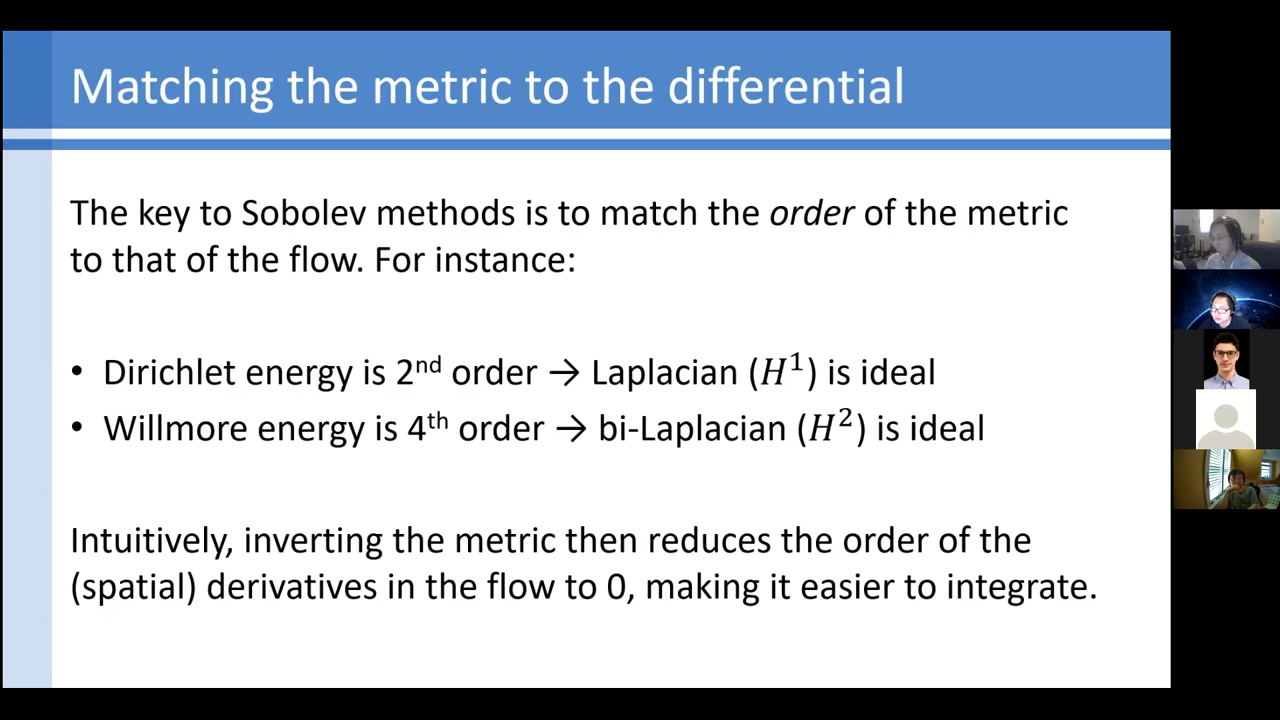 Matching the metric to the differential
The key to Sobolev methods is to match the order of the metric
to that of the flow. For instance:
• Dirichlet energy is 2nd order → Laplacian (H¹) is ideal
• Willmore energy is 4th order → bi-Laplacian (H²) is ideal
Intuitively, inverting the metric then reduces the order of the
(spatial) derivatives in the flow to 0, making it easier to integrate.